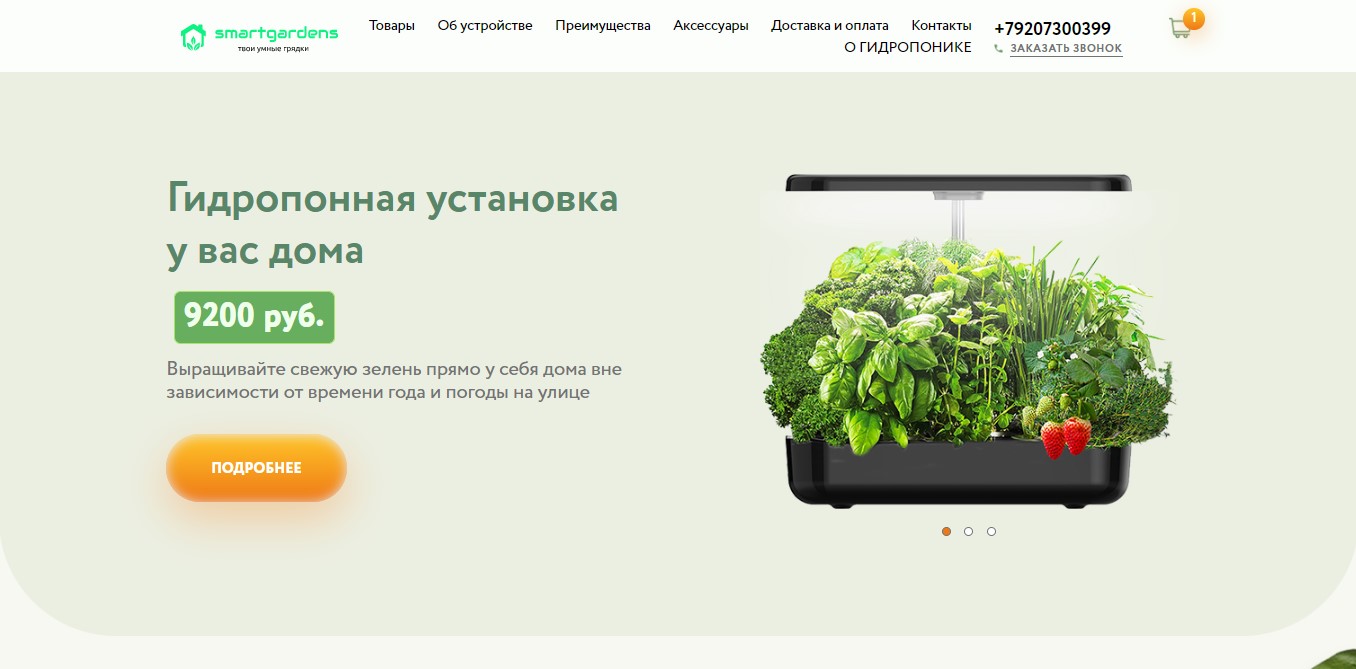 smartgardens
твои умные грядки
Товары Об устройстве Преимущества Аксессуары Доставка и оплата Контакты
О ГИДРОПОНИКЕ
+79207300399
ЗАКАЗАТЬ ЗВОНОК
1
Гидропонная установка
у вас дома
9200 руб.
Выращивайте свежую зелень прямо у себя дома вне
зависимости от времени года и погоды на улице
ПОДРОБНЕЕ